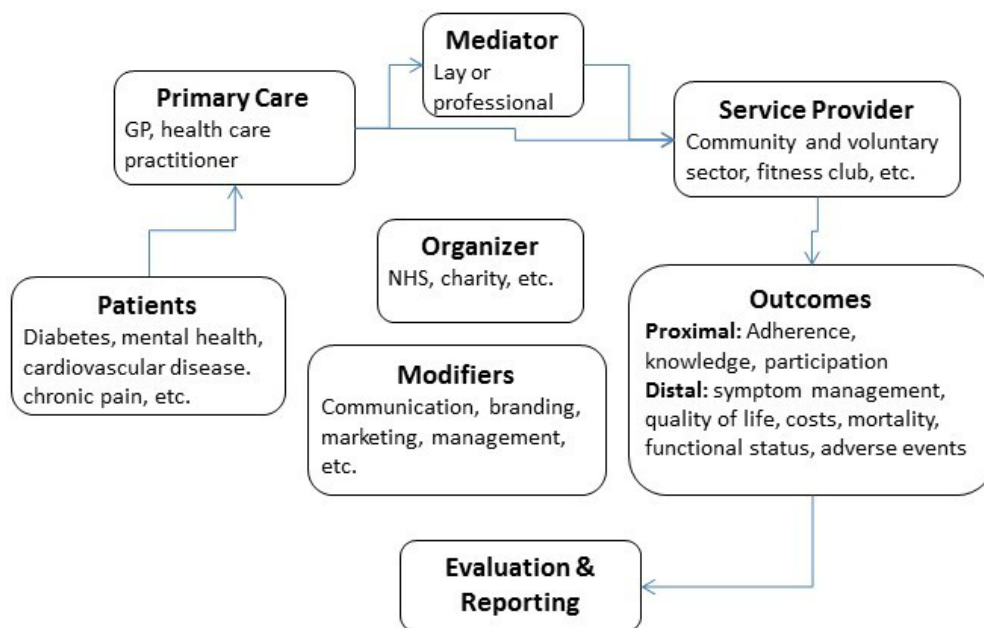 Mediator
Lay or
professional
Primary Care
GP, health care
practitioner
Service Provider
Community and voluntary
sector, fitness club, etc.
Organizer
NHS, charity, etc.
Patients
Diabetes, mental health,
cardiovascular disease.
chronic pain, etc.
Outcomes
Proximal: Adherence,
knowledge, participation
Distal: symptom management,
quality of life, costs, mortality,
functional status, adverse events
Modifiers
Communication, branding,
marketing, management,
etc.
Evaluation &
Reporting